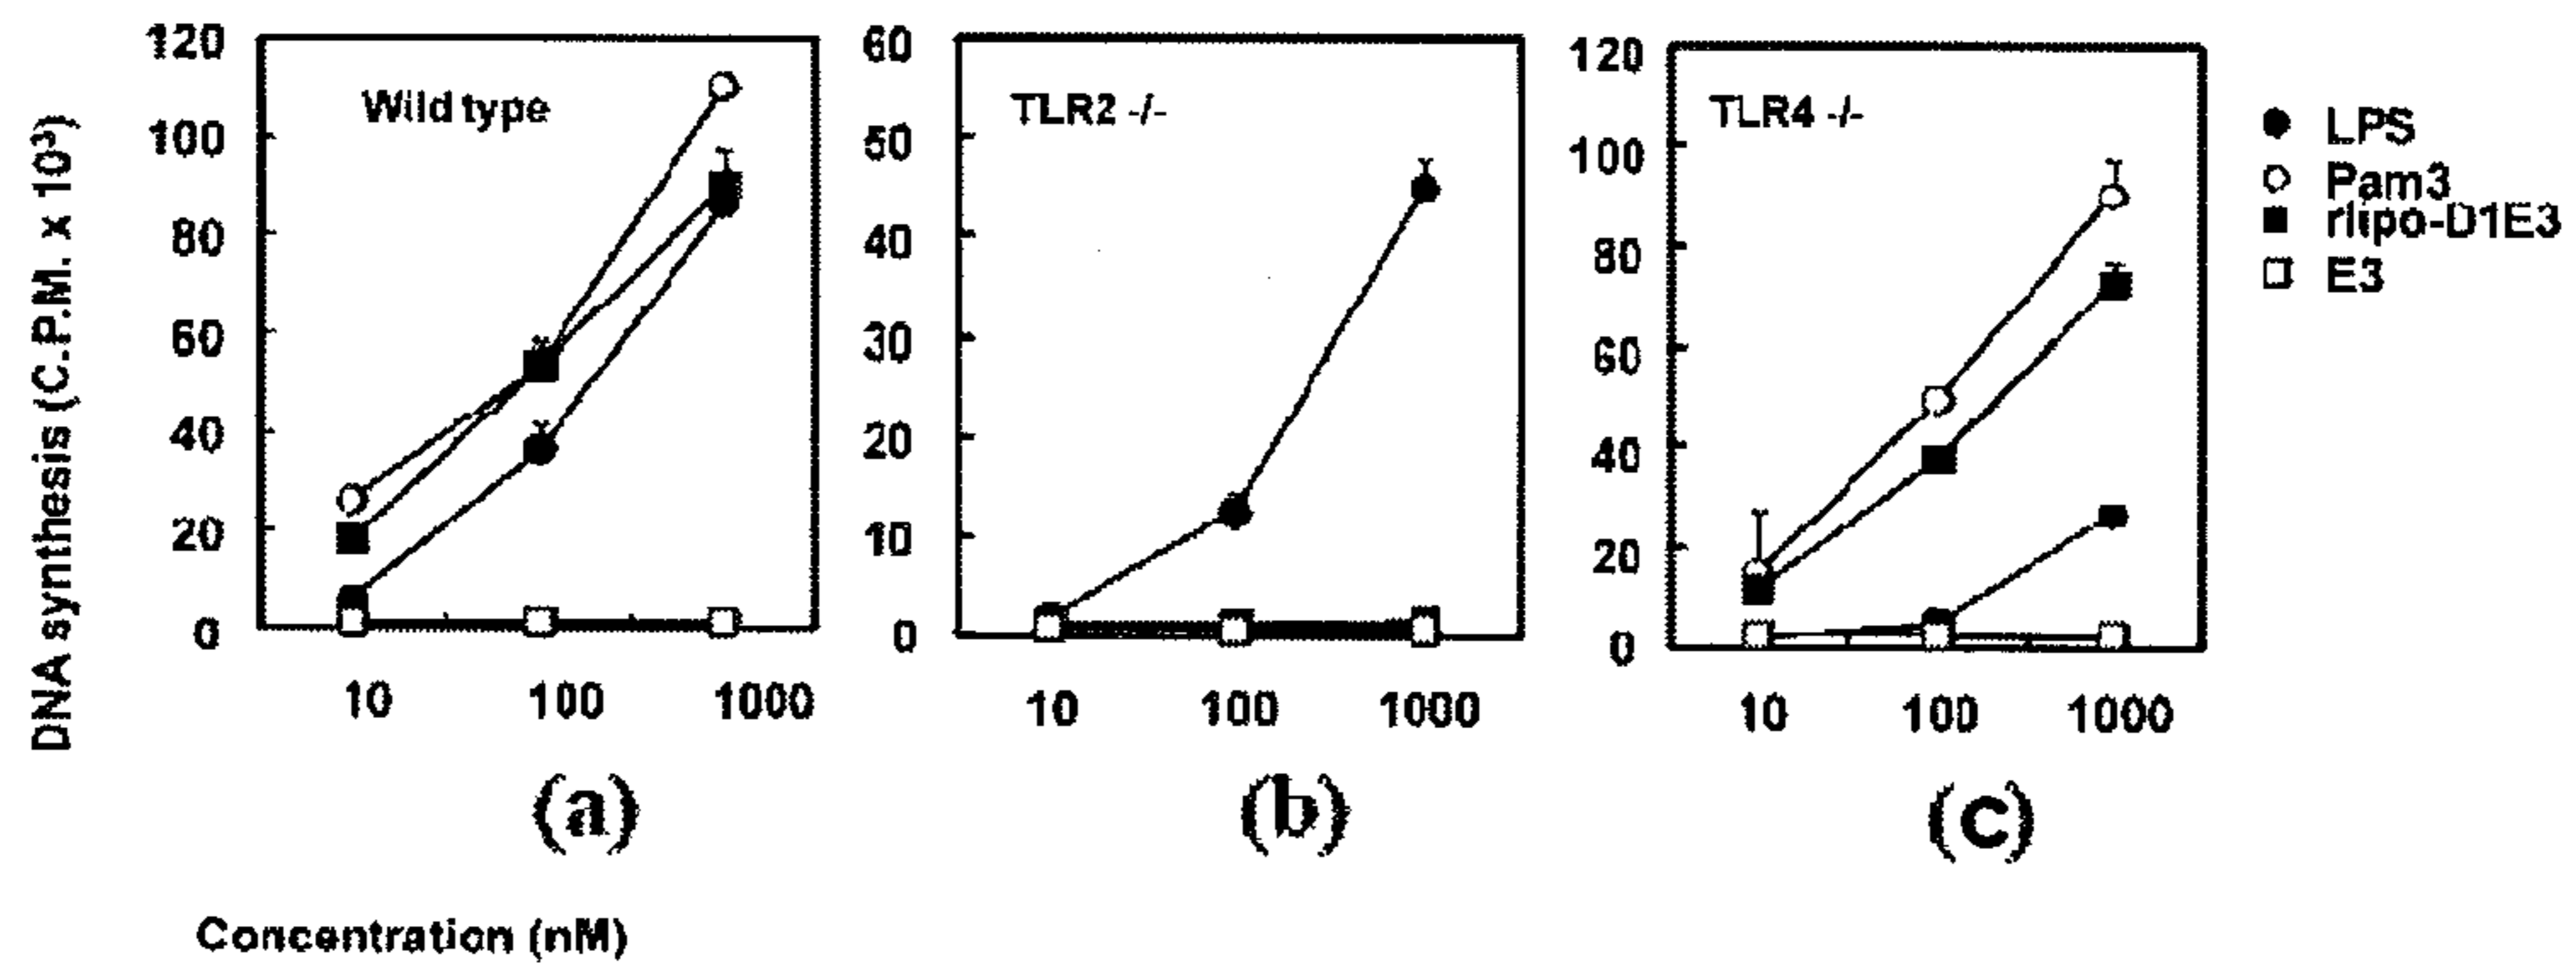 DNA synthesis (C.P.M. x 10³)
120
100
80
60
40
20
0
Wild type
10 100 1000
(a)
60
50
40
30
20
10
0
TLR2 -/-
10 100 1000
(b)
120
100
80
60
40
20
0
TLR4 -/-
10 100 1000
(c)
LPS
Pam3
rlipo-D1E3
E3
Concentration (nM)